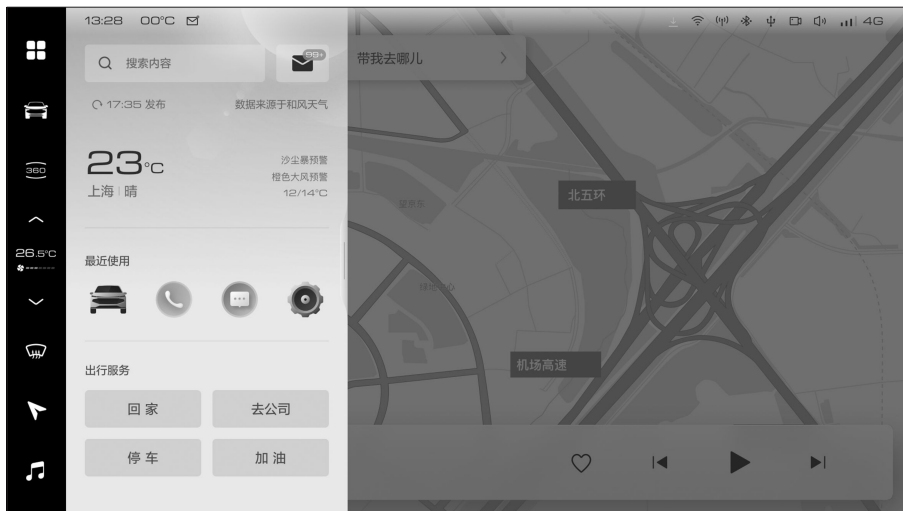 13:28 00°C
4G
搜索内容
99+
带我去哪儿
17:35 发布 数据来源于和风天气
23°C
上海 晴
沙尘暴预警
橙色大风预警
12/14°C
360
26.5°C
北五环
望京东
最近使用
机场高速
出行服务
回家 去公司
停车 加油